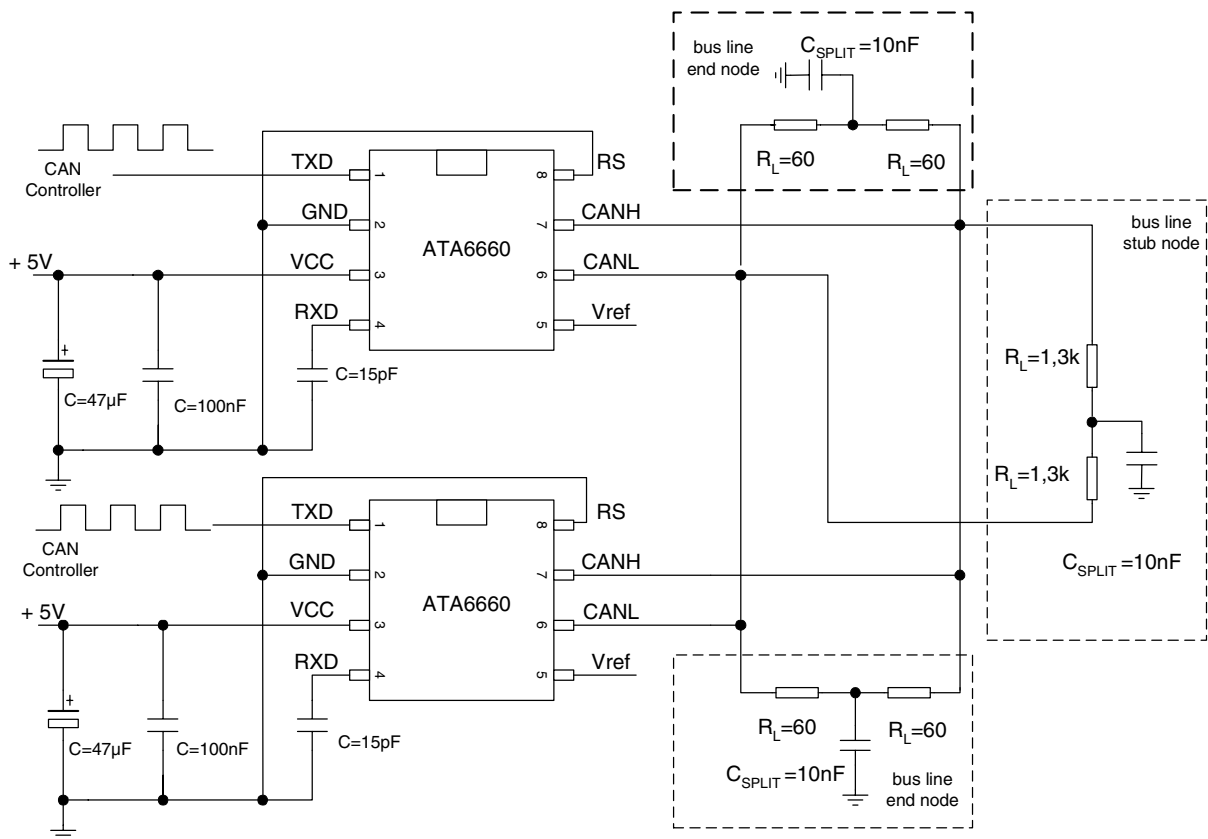 bus line
end node
C_SPLIT =10nF
R_L=60
R_L=60
CAN
Controller
TXD
GND
VCC
RXD
1
2
3
4
ATA6660
8
7
6
5
RS
CANH
CANL
Vref
+ 5V
+
C=47µF
C=100nF
C=15pF
bus line
stub node
R_L=1,3k
R_L=1,3k
C_SPLIT =10nF
CAN
Controller
TXD
GND
VCC
RXD
1
2
3
4
ATA6660
8
7
6
5
RS
CANH
CANL
Vref
+ 5V
+
C=47µF
C=100nF
C=15pF
R_L=60
R_L=60
C_SPLIT =10nF
bus line
end node